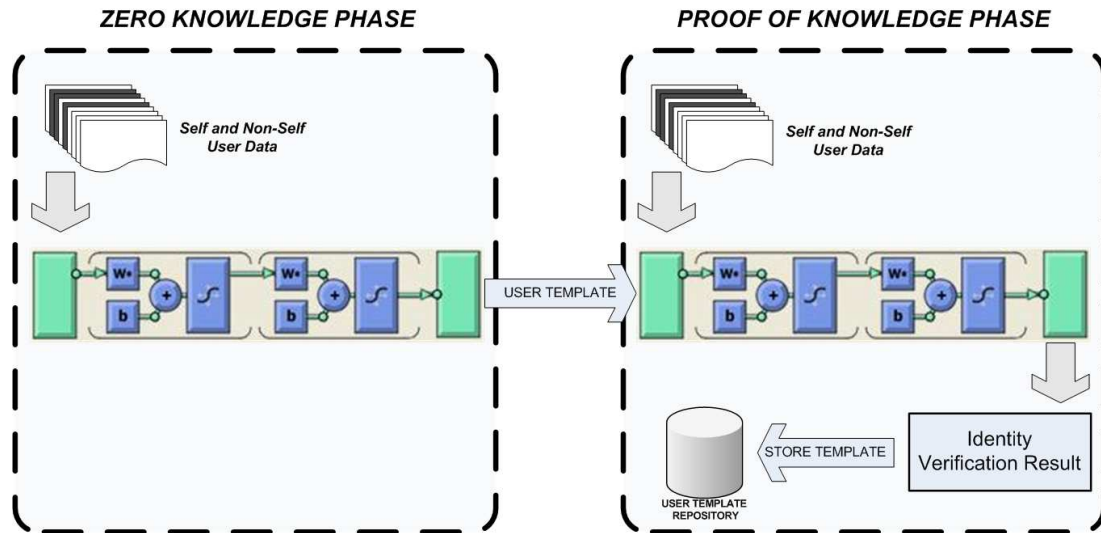 ZERO KNOWLEDGE PHASE
PROOF OF KNOWLEDGE PHASE
Self and Non-Self
User Data
Self and Non-Self
User Data
W*
b
+
W*
b
+
USER TEMPLATE
W*
b
+
W*
b
+
Identity
Verification Result
STORE TEMPLATE
USER TEMPLATE
REPOSITORY